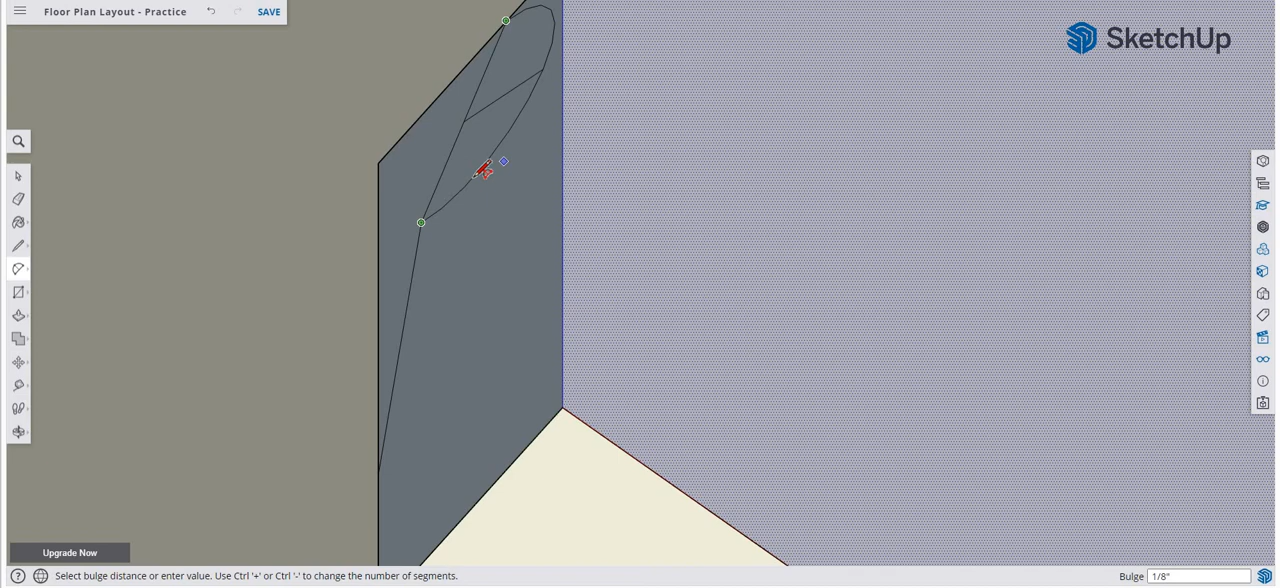 Floor Plan Layout - Practice
SAVE
SketchUp
Upgrade Now
Select bulge distance or enter value. Use Ctrl '+' or Ctrl '-' to change the number of segments.
Bulge 1/8"